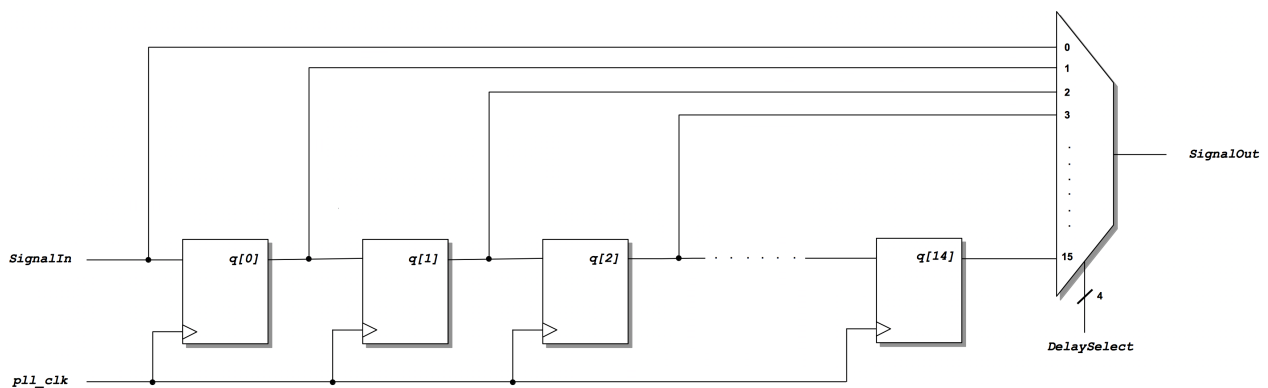 0
1
2
3
SignalOut
SignalIn
q[0]
q[1]
q[2]
q[14]
15
4
DelaySelect
pll_clk